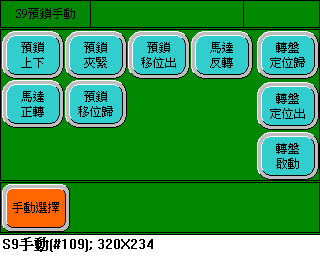 S9預鎖手動
預鎖
上下
預鎖
夾緊
預鎖
移位出
馬達
反轉
轉盤
定位歸
馬達
正轉
預鎖
移位歸
轉盤
定位出
轉盤
啟動
手動選擇
S9手動(#109); 320X234